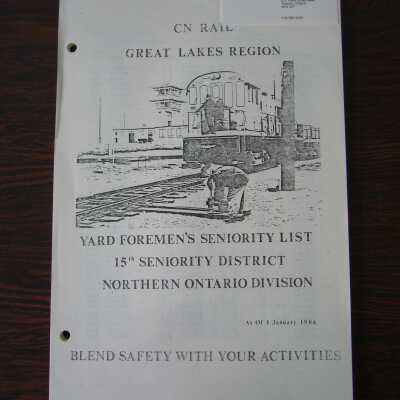 CN RAIL
GREAT LAKES REGION
YARD FOREMEN'S SENIORITY LIST
15th SENIORITY DISTRICT
NORTHERN ONTARIO DIVISION
As Of 1 January 1986
BLEND SAFETY WITH YOUR ACTIVITIES